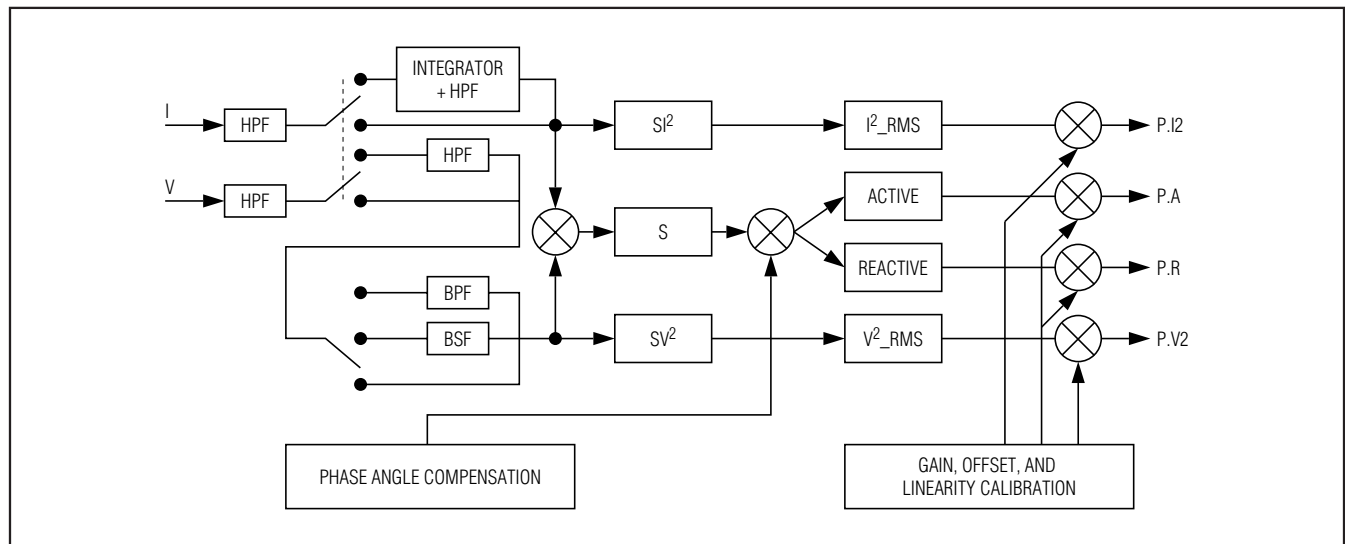 INTEGRATOR
+ HPF
I
HPF
SI²
I²_RMS
P.I2
HPF
V
HPF
ACTIVE
P.A
S
REACTIVE
P.R
BPF
BSF
SV²
V²_RMS
P.V2
PHASE ANGLE COMPENSATION
GAIN, OFFSET, AND
LINEARITY CALIBRATION